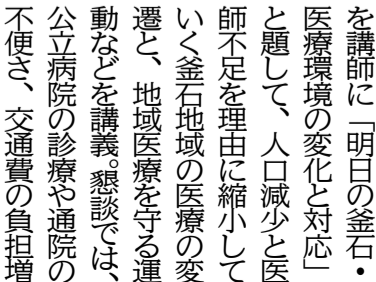 を講師に「明日の釜石・
医療環境の変化と対応」
と題して、人口減少と医
師不足を理由に縮小して
いく釜石地域の医療の変
遷と、地域医療を守る運
動などを講義。懇談では、
公立病院の診療や通院の
不便さ、交通費の負担増